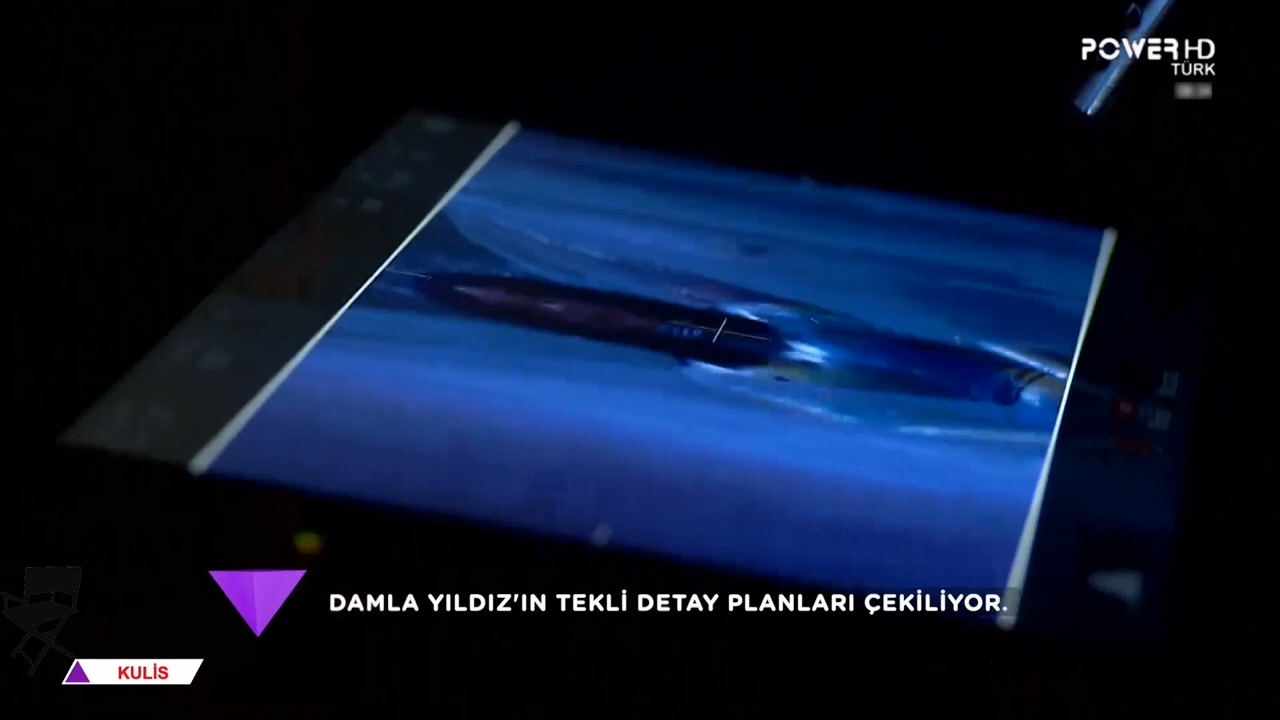 POWER HD
TÜRK
DAMLA YILDIZ'IN TEKLİ DETAY PLANLARI ÇEKİLİYOR.
KULİS